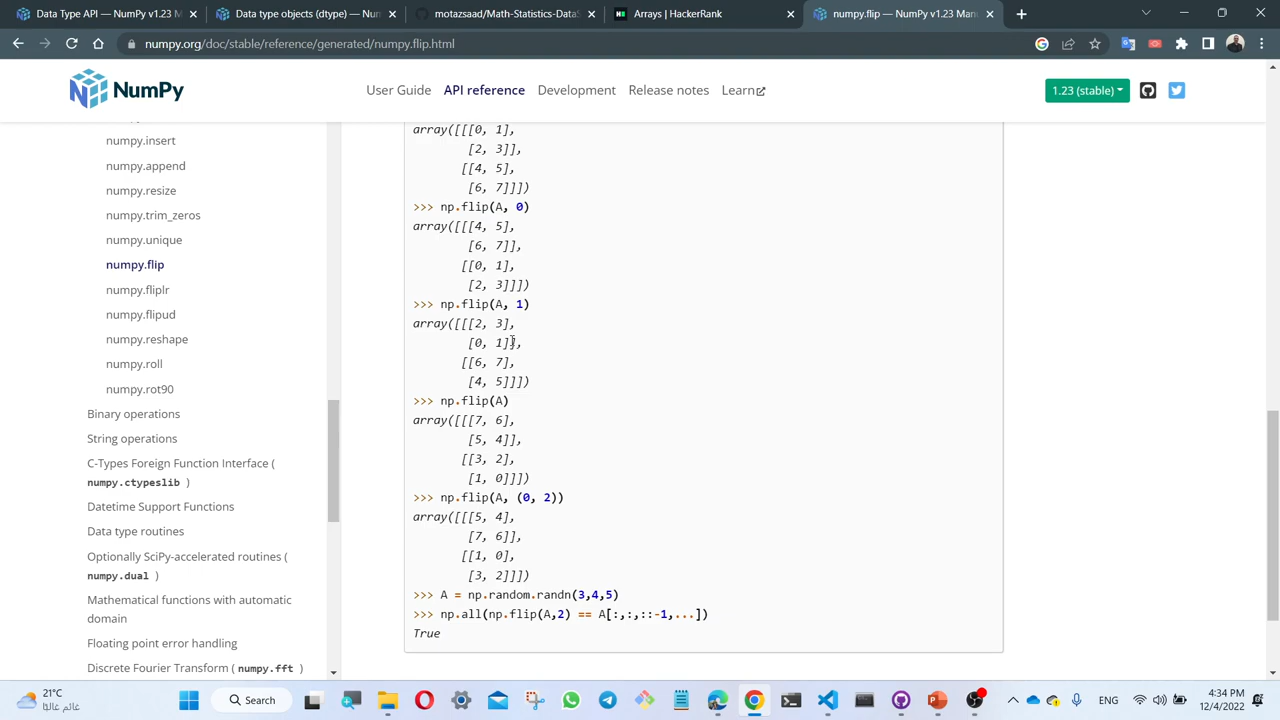 Data Type API — NumPy v1.23
Data type objects (dtype) — Num
motazsaad/Math-Statistics-DataS
Arrays | HackerRank
numpy.flip — NumPy v1.23 Man
numpy.org/doc/stable/reference/generated/numpy.flip.html
NumPy
User Guide API reference Development Release notes Learn
1.23 (stable)
numpy.insert
numpy.append
numpy.resize
numpy.trim_zeros
numpy.unique
numpy.flip
numpy.fliplr
numpy.flipud
numpy.reshape
numpy.roll
numpy.rot90
Binary operations
String operations
C-Types Foreign Function Interface (
numpy.ctypeslib )
Datetime Support Functions
Data type routines
Optionally SciPy-accelerated routines (
numpy.dual )
Mathematical functions with automatic
domain
Floating point error handling
Discrete Fourier Transform ( numpy.fft )
array([[[0, 1],
[2, 3]],
[[4, 5],
[6, 7]]])
>>> np.flip(A, 0)
array([[[4, 5],
[6, 7]],
[[0, 1],
[2, 3]]])
>>> np.flip(A, 1)
array([[[2, 3],
[0, 1]],
[[6, 7],
[4, 5]]])
>>> np.flip(A)
array([[[7, 6],
[5, 4]],
[[3, 2],
[1, 0]]])
>>> np.flip(A, (0, 2))
array([[[5, 4],
[7, 6]],
[[1, 0],
[3, 2]]])
>>> A = np.random.randn(3,4,5)
>>> np.all(np.flip(A,2) == A[:,:,::-1,...])
True
21°C
غائم غالبًا
Search
ENG
4:34 PM
12/4/2022